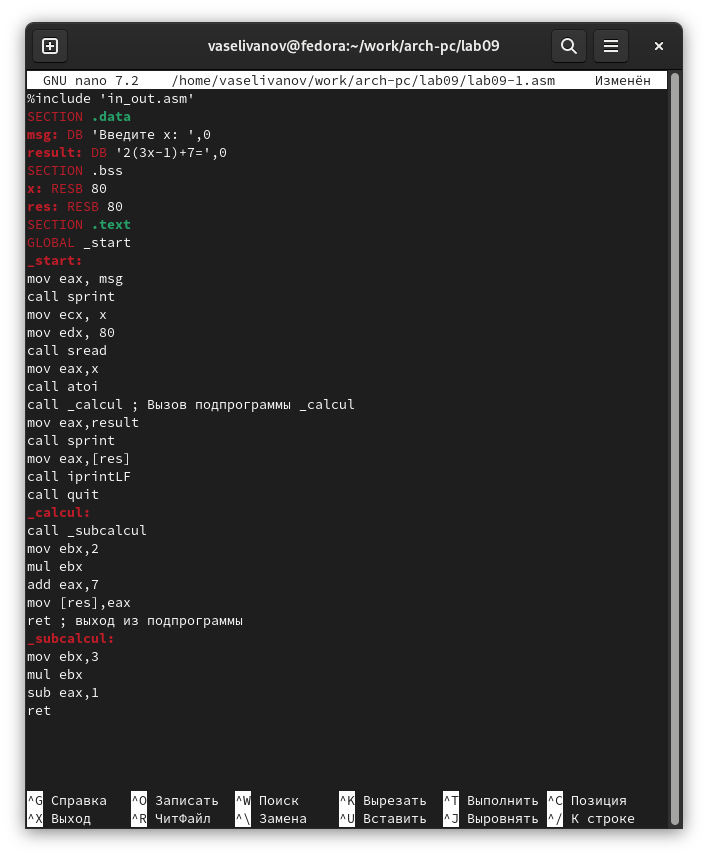 vaselivanov@fedora:~/work/arch-pc/lab09
GNU nano 7.2 /home/vaselivanov/work/arch-pc/lab09/lab09-1.asm Изменён
%include 'in_out.asm'
SECTION .data
msg: DB 'Введите x: ',0
result: DB '2(3x-1)+7=',0
SECTION .bss
x: RESB 80
res: RESB 80
SECTION .text
GLOBAL _start
_start:
mov eax, msg
call sprint
mov ecx, x
mov edx, 80
call sread
mov eax,x
call atoi
call _calcul ; Вызов подпрограммы _calcul
mov eax,result
call sprint
mov eax,[res]
call iprintLF
call quit
_calcul:
call _subcalcul
mov ebx,2
mul ebx
add eax,7
mov [res],eax
ret ; выход из подпрограммы
_subcalcul:
mov ebx,3
mul ebx
sub eax,1
ret
^G Справка ^O Записать ^W Поиск ^K Вырезать ^T Выполнить ^C Позиция
^X Выход ^R ЧитФайл ^\ Замена ^U Вставить ^J Выровнять ^/ К строке